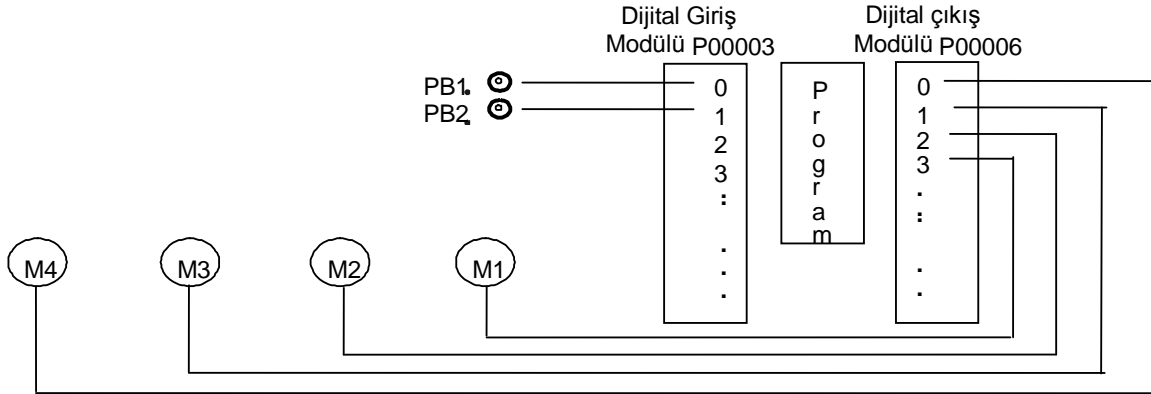 Dijital Giriş
Modülü P00003
Dijital çıkış
Modülü P00006
PB1.
PB2.
0
1
2
3
:
.
.
.
P
r
o
g
r
a
m
0
1
2
3
.
:
.
.
M4
M3
M2
M1